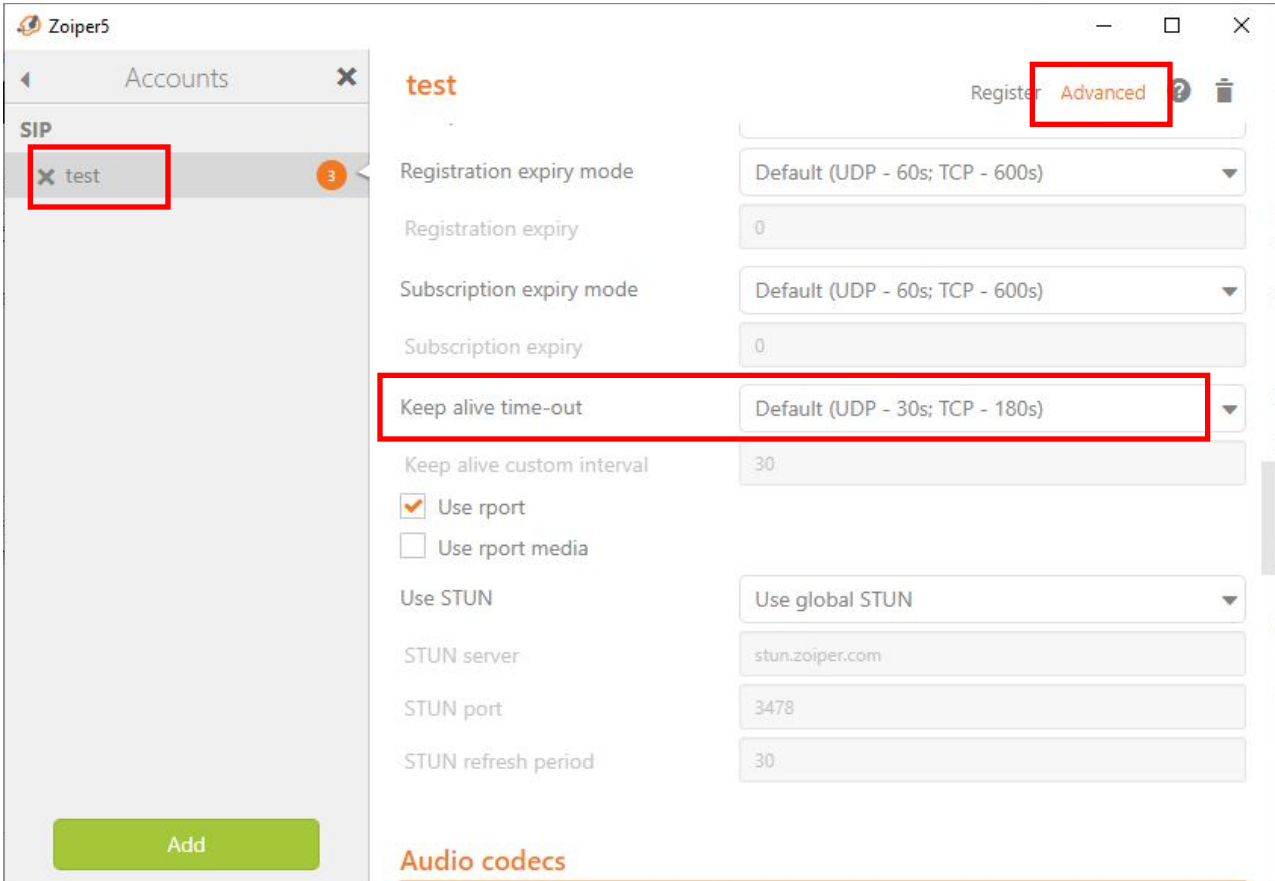 Zoiper5
Accounts
test
Register Advanced
SIP
test 3
Registration expiry mode Default (UDP - 60s; TCP - 600s)
Registration expiry 0
Subscription expiry mode Default (UDP - 60s; TCP - 600s)
Subscription expiry 0
Keep alive time-out Default (UDP - 30s; TCP - 180s)
Keep alive custom interval 30
Use rport
Use rport media
Use STUN Use global STUN
STUN server stun.zoiper.com
STUN port 3478
STUN refresh period 30
Add
Audio codecs